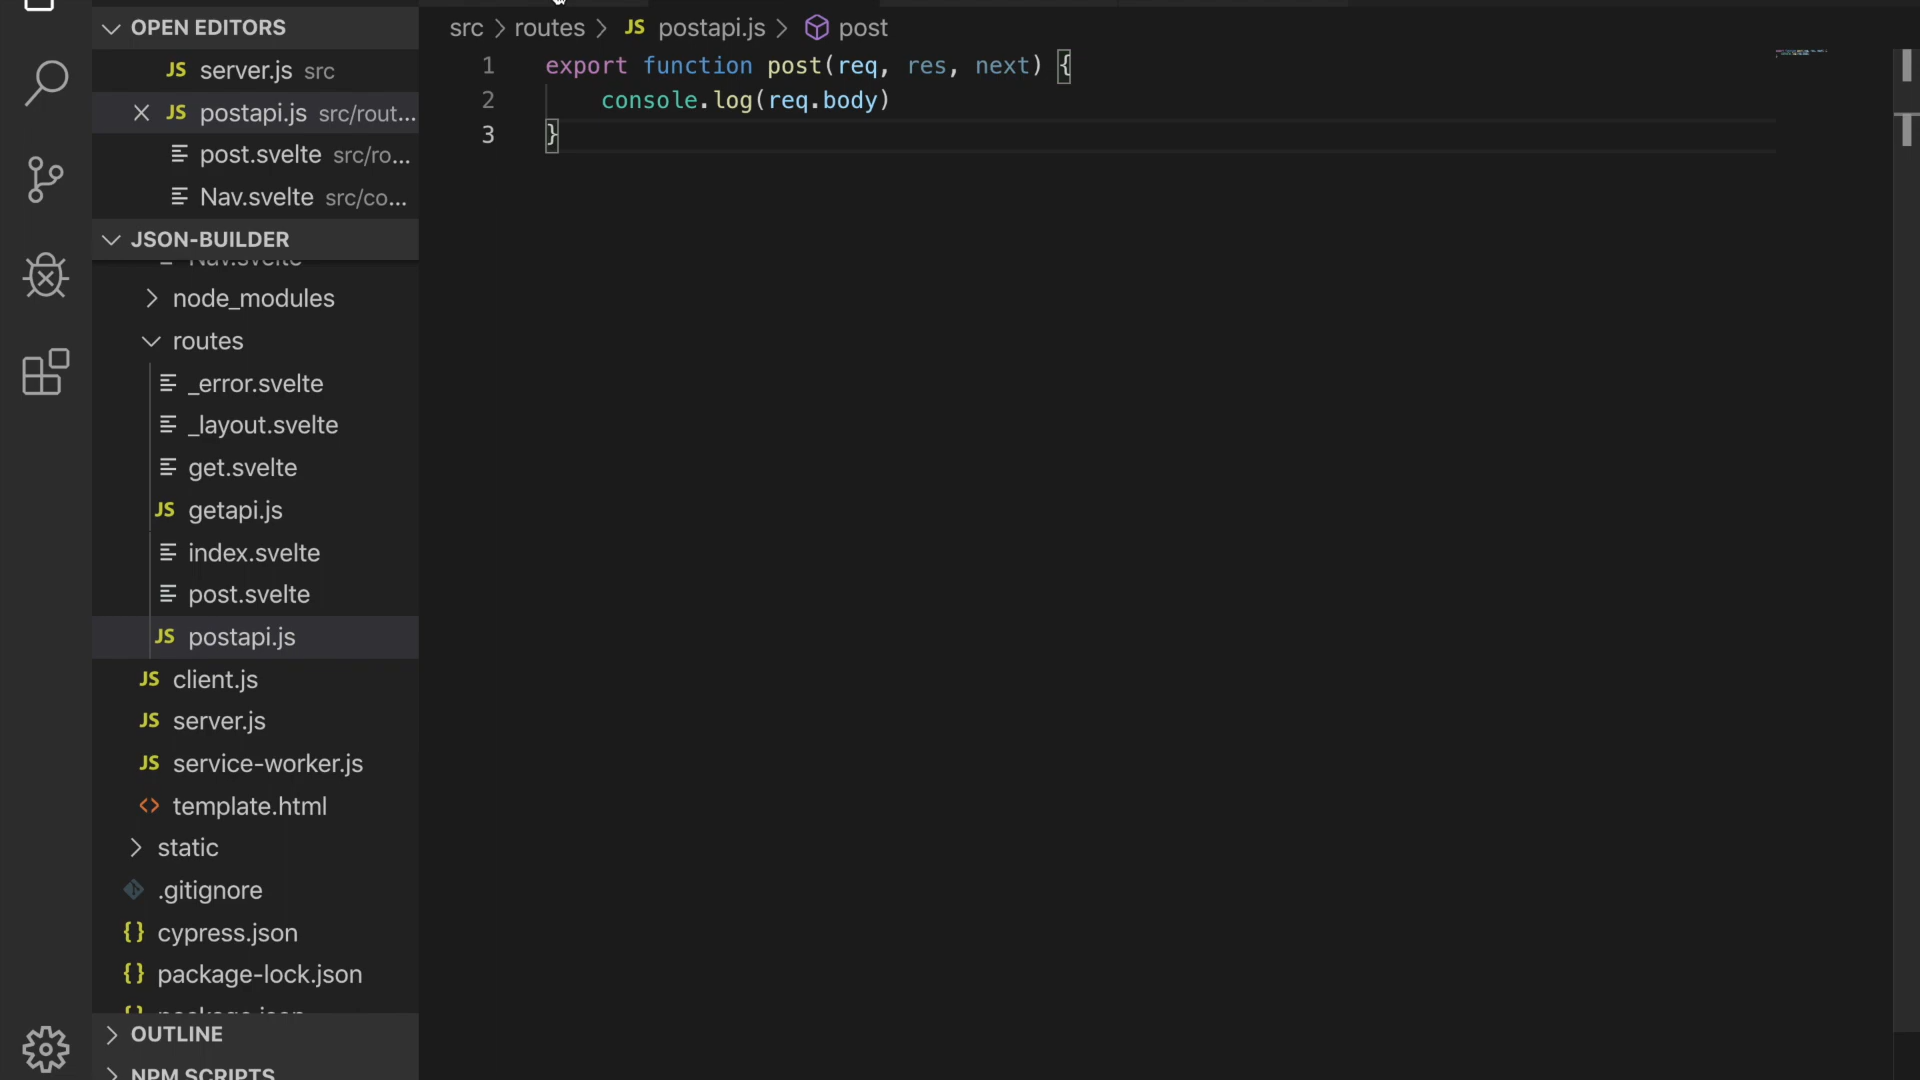 OPEN EDITORS
JS server.js src
JS postapi.js src/rout...
post.svelte src/ro...
Nav.svelte src/co...
JSON-BUILDER
Nav.svelte
node_modules
routes
_error.svelte
_layout.svelte
get.svelte
JS getapi.js
index.svelte
post.svelte
JS postapi.js
JS client.js
JS server.js
JS service-worker.js
<> template.html
static
.gitignore
{} cypress.json
{} package-lock.json
{} package.json
OUTLINE
NPM SCRIPTS
src > routes > JS postapi.js > post
1 export function post(req, res, next) {
2 console.log(req.body)
3 }